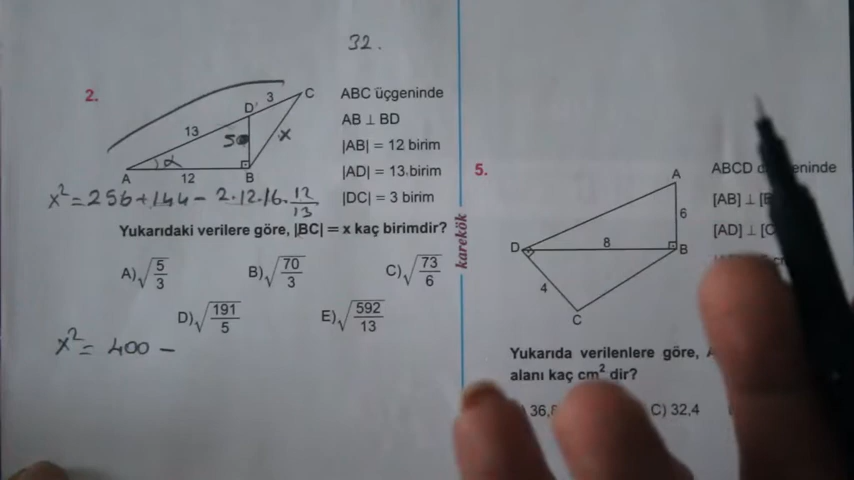 32.
2.
3
C
D
13
5
x
α
A
12
B
ABC üçgeninde
AB ⊥ BD
|AB| = 12 birim
|AD| = 13 birim
|DC| = 3 birim
x² = 256 + 144 - 2.12.16. 12/13
Yukarıdaki verilere göre, |BC| = x kaç birimdir?
A) √5/3 B) √70/3 C) √73/6
D) √191/5 E) √592/13
x² = 400 -
karekök
5.
A
6
D
8
B
4
C
ABCD
[AB] ⊥
[AD] ⊥
Yukarıda verilenlere göre,
alanı kaç cm² dir?
C) 32,4